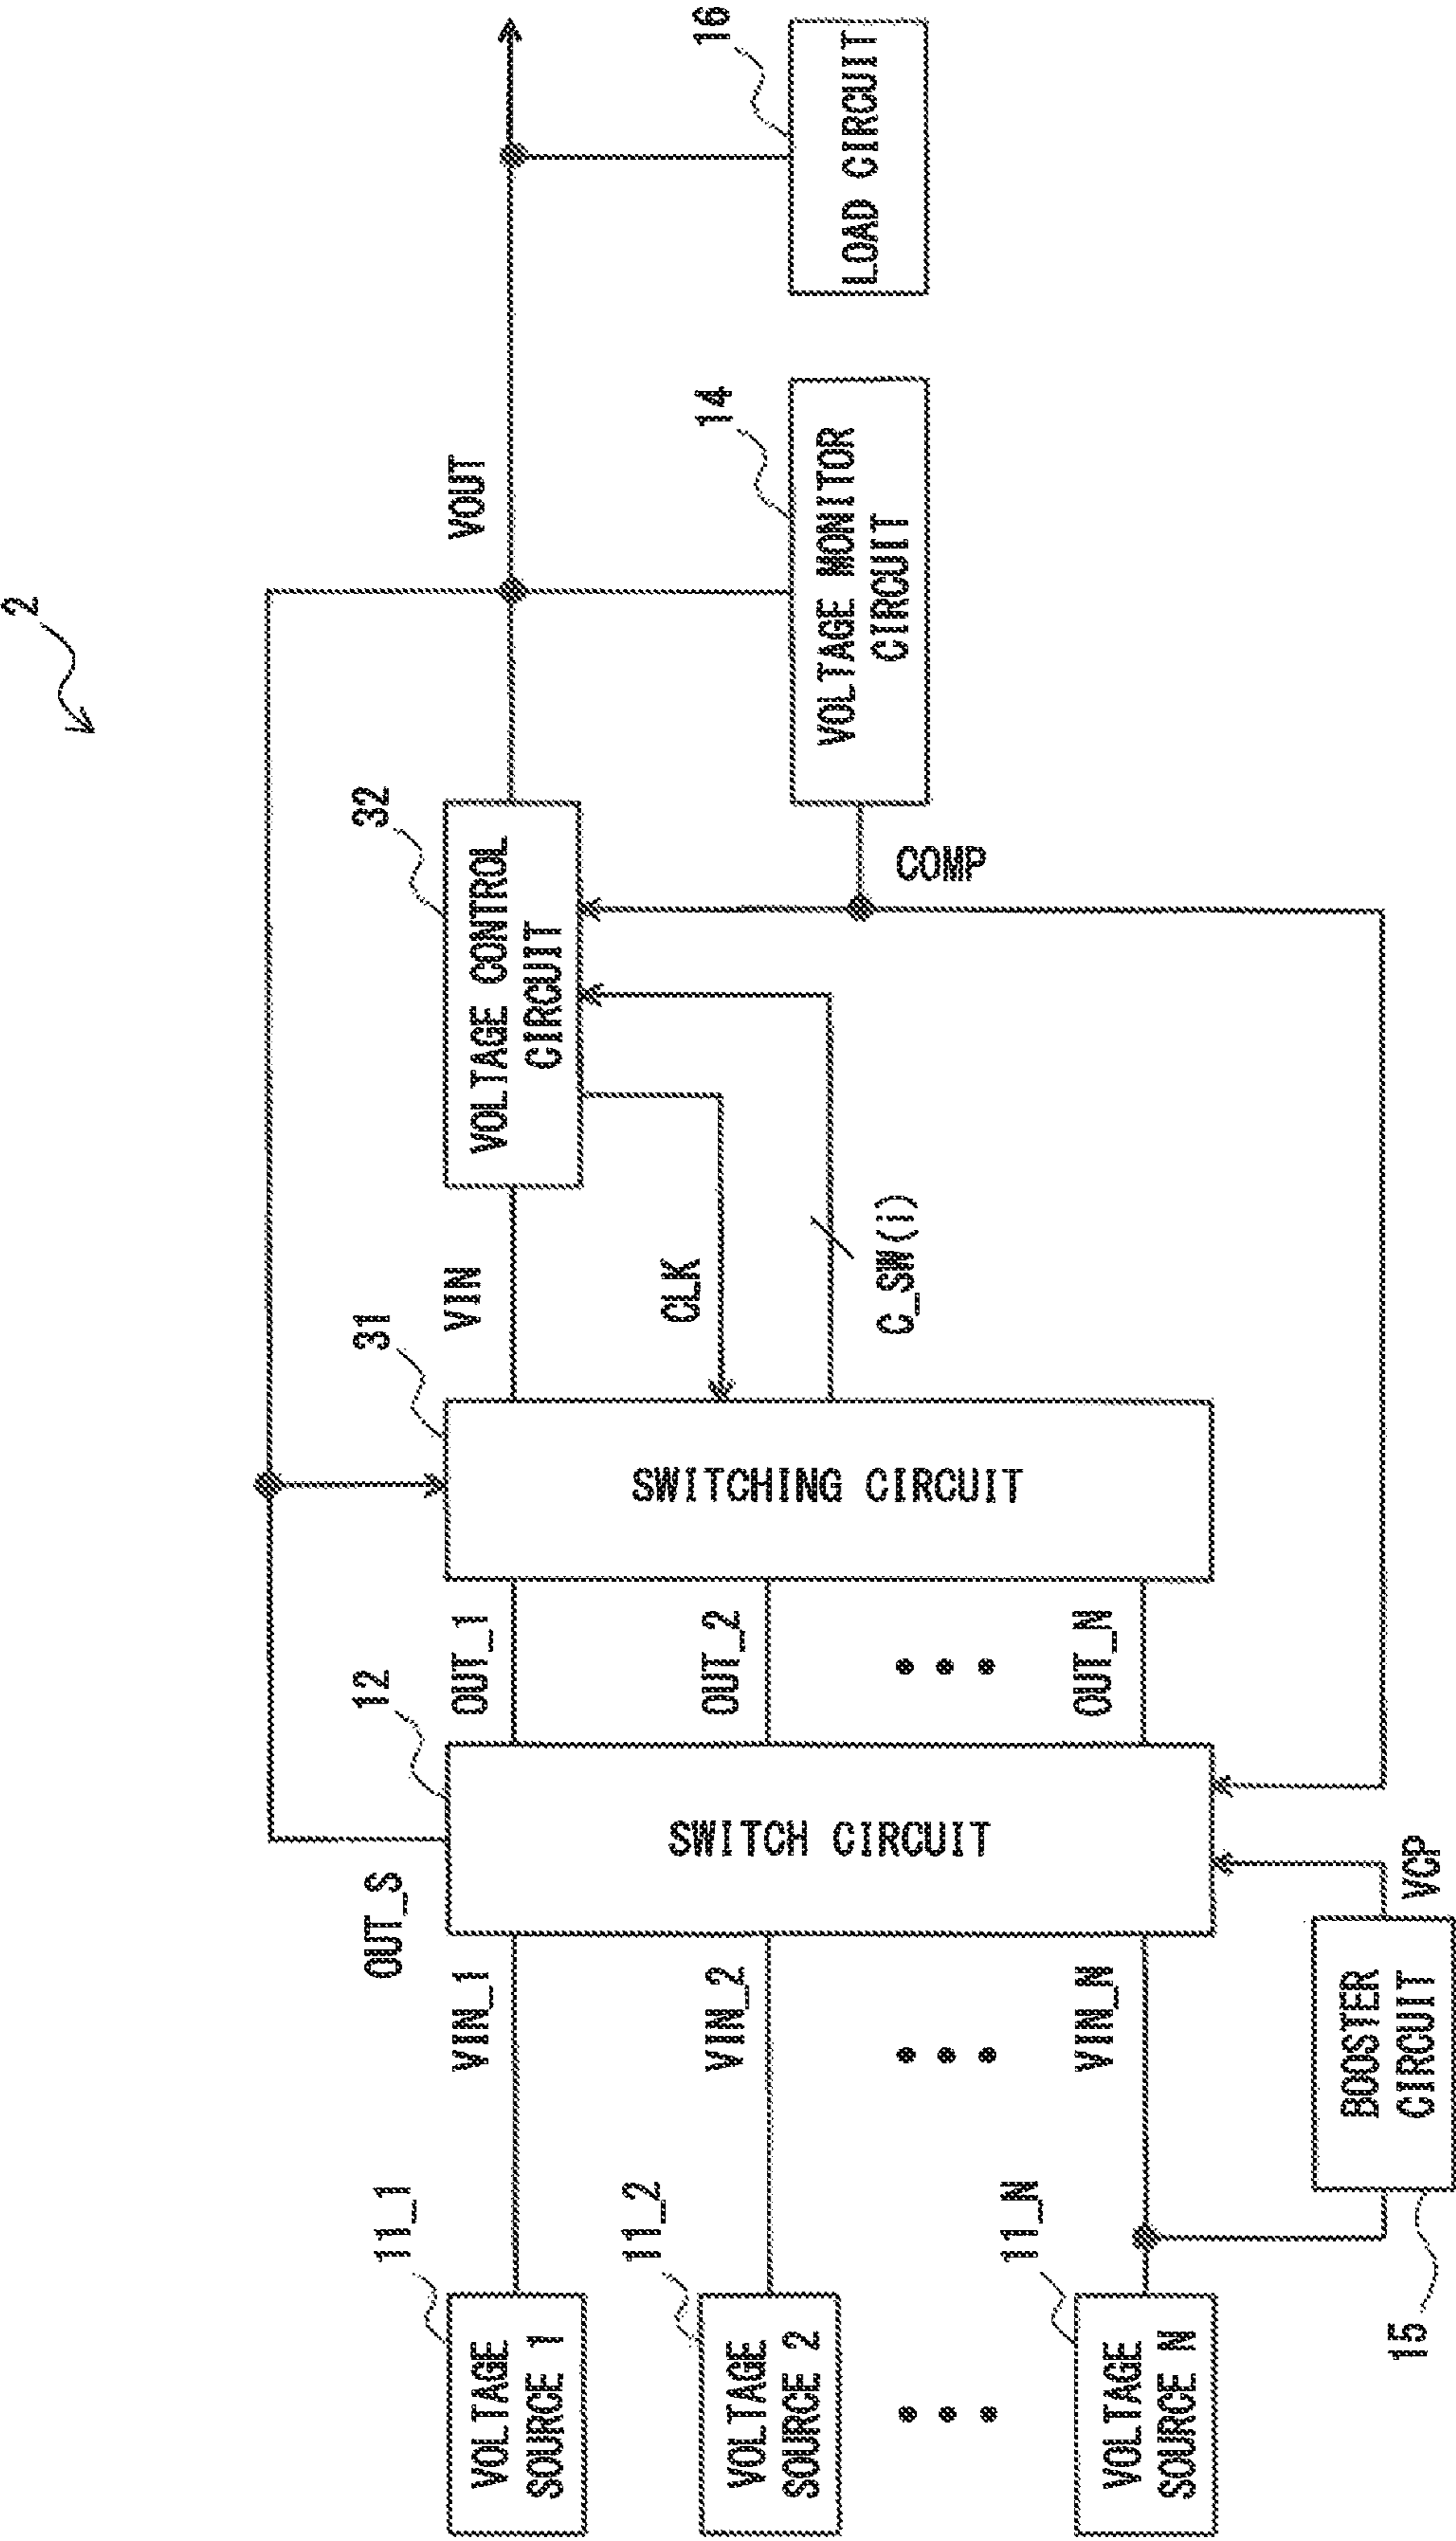 2
31
32
12
OUT_S
VOUT
11_1
VOLTAGE
SOURCE 1
VIN_1
OUT_1
VIN
VOLTAGE CONTROL
CIRCUIT
11_2
VOLTAGE
SOURCE 2
VIN_2
SWITCH CIRCUIT
OUT_2
SWITCHING CIRCUIT
CLK
C_SW(i)
COMP
14
VOLTAGE MONITOR
CIRCUIT
16
LOAD CIRCUIT
11_N
VOLTAGE
SOURCE N
VIN_N
OUT_N
15
BOOSTER
CIRCUIT
VCP